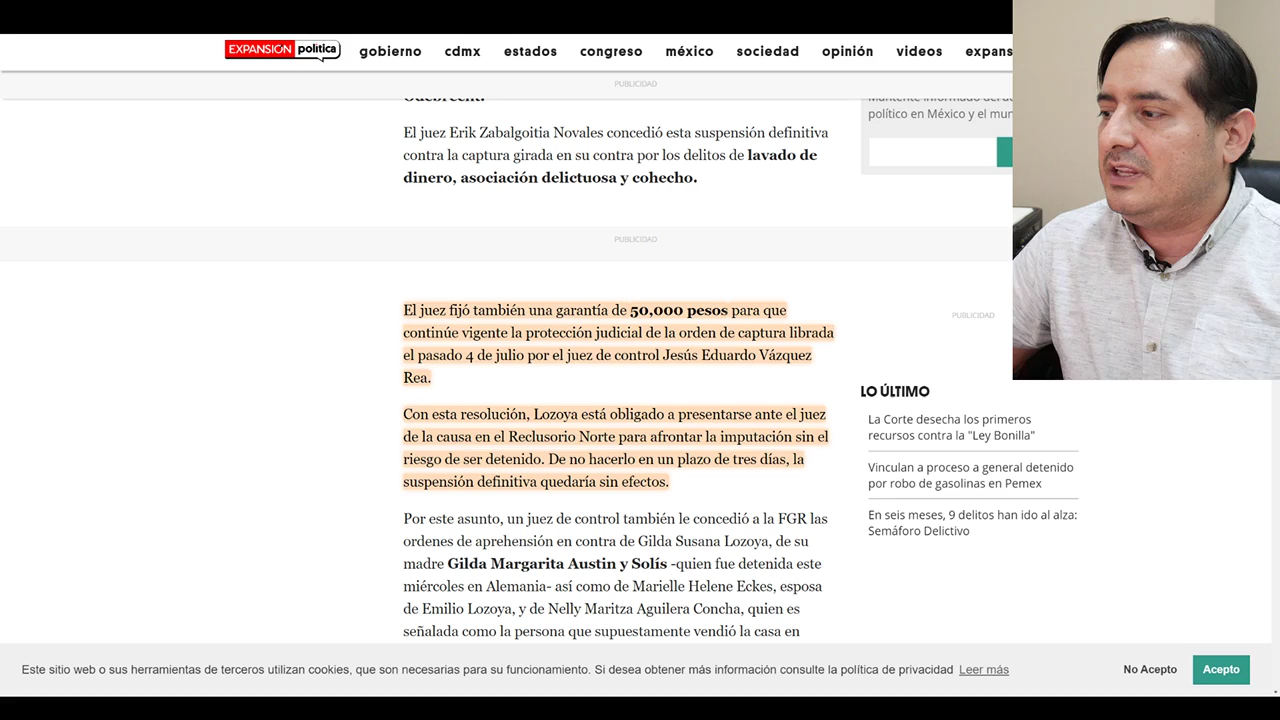 EXPANSIÓN política gobierno cdmx estados congreso méxico sociedad opinión videos expans
PUBLICIDAD
Odebrecht.
El juez Erik Zabalgoitia Novales concedió esta suspensión definitiva
contra la captura girada en su contra por los delitos de lavado de
dinero, asociación delictuosa y cohecho.
político en México y el mun
PUBLICIDAD
El juez fijó también una garantía de 50,000 pesos para que
continúe vigente la protección judicial de la orden de captura librada
el pasado 4 de julio por el juez de control Jesús Eduardo Vázquez
Rea.
Con esta resolución, Lozoya está obligado a presentarse ante el juez
de la causa en el Reclusorio Norte para afrontar la imputación sin el
riesgo de ser detenido. De no hacerlo en un plazo de tres días, la
suspensión definitiva quedaría sin efectos.
Por este asunto, un juez de control también le concedió a la FGR las
ordenes de aprehensión en contra de Gilda Susana Lozoya, de su
madre Gilda Margarita Austin y Solís -quien fue detenida este
miércoles en Alemania- así como de Marielle Helene Eckes, esposa
de Emilio Lozoya, y de Nelly Maritza Aguilera Concha, quien es
señalada como la persona que supuestamente vendió la casa en
PUBLICIDAD
LO ÚLTIMO
La Corte desecha los primeros
recursos contra la "Ley Bonilla"
Vinculan a proceso a general detenido
por robo de gasolinas en Pemex
En seis meses, 9 delitos han ido al alza:
Semáforo Delictivo
Este sitio web o sus herramientas de terceros utilizan cookies, que son necesarias para su funcionamiento. Si desea obtener más información consulte la política de privacidad Leer más
No Acepto
Acepto